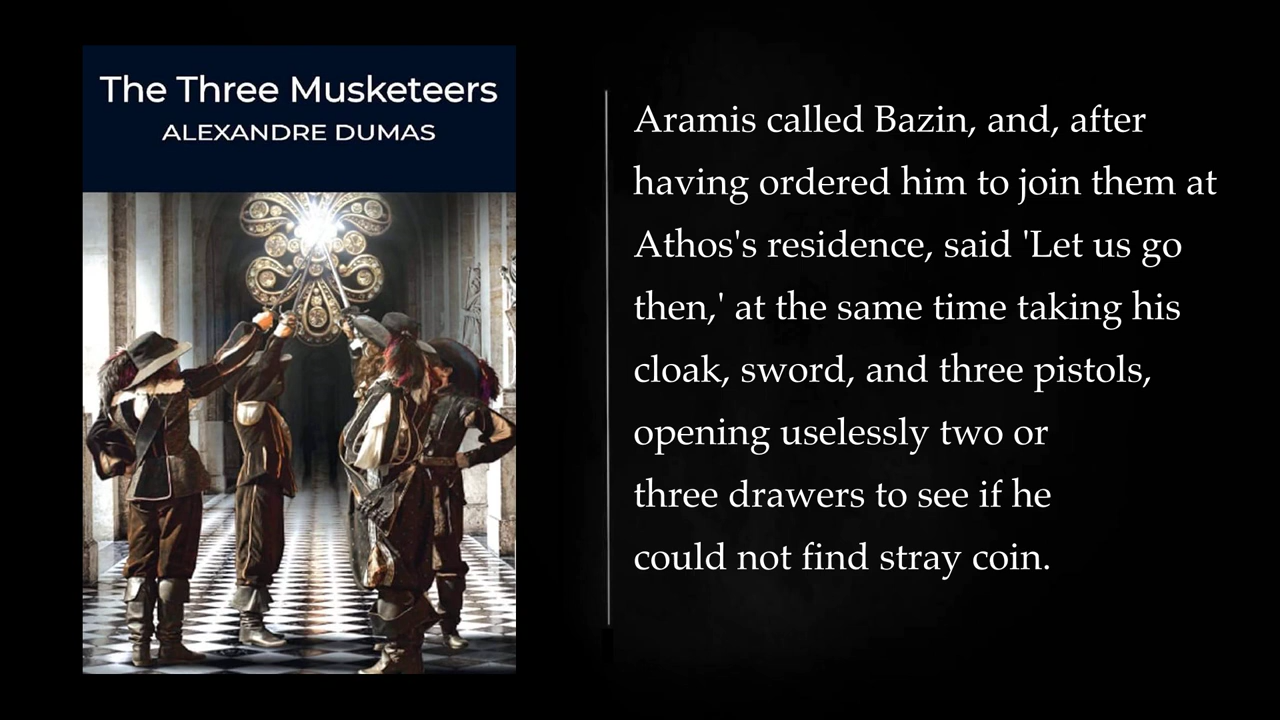 The Three Musketeers
ALEXANDRE DUMAS
Aramis called Bazin, and, after
having ordered him to join them at
Athos's residence, said 'Let us go
then,' at the same time taking his
cloak, sword, and three pistols,
opening uselessly two or
three drawers to see if he
could not find stray coin.